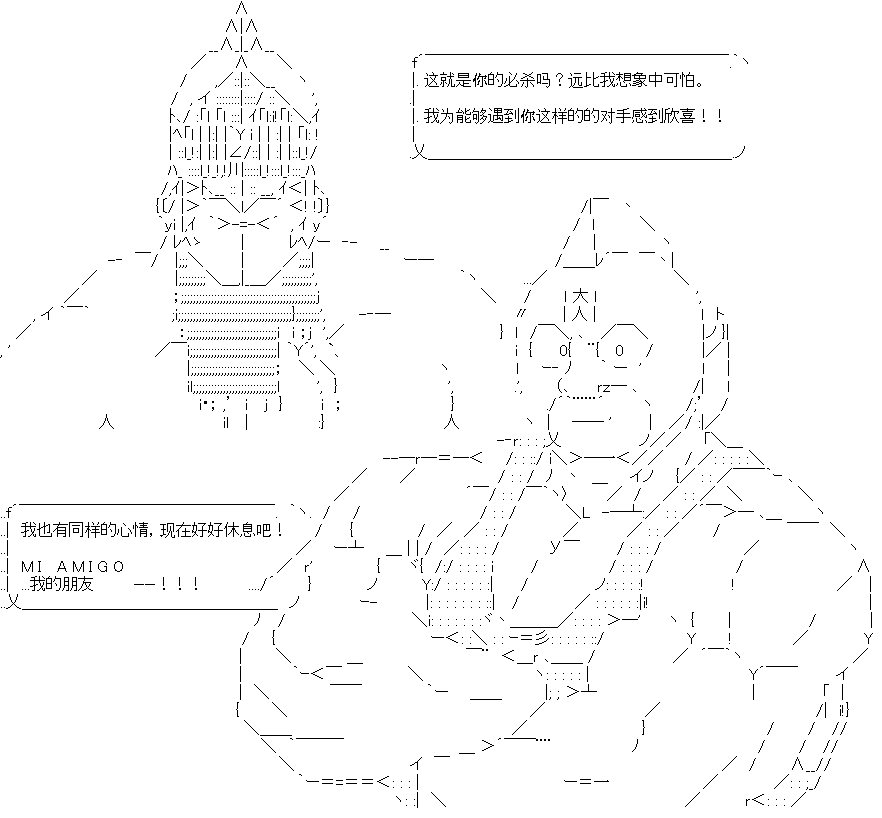 这就是你的必杀吗？远比我想象中可怕。
我为能够遇到你这样的的对手感到欣喜！！
大
人
我也有同样的心情，现在好好休息吧！
MI AMIGO
...我的朋友 ——！！！